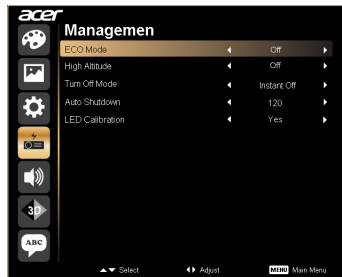 acer
Managemen
ECO Mode Off
High Altitude Off
Turn Off Mode Instant Off
Auto Shutdown 120
LED Calibration Yes
3D
ABC
Select Adjust MENU Main Menu